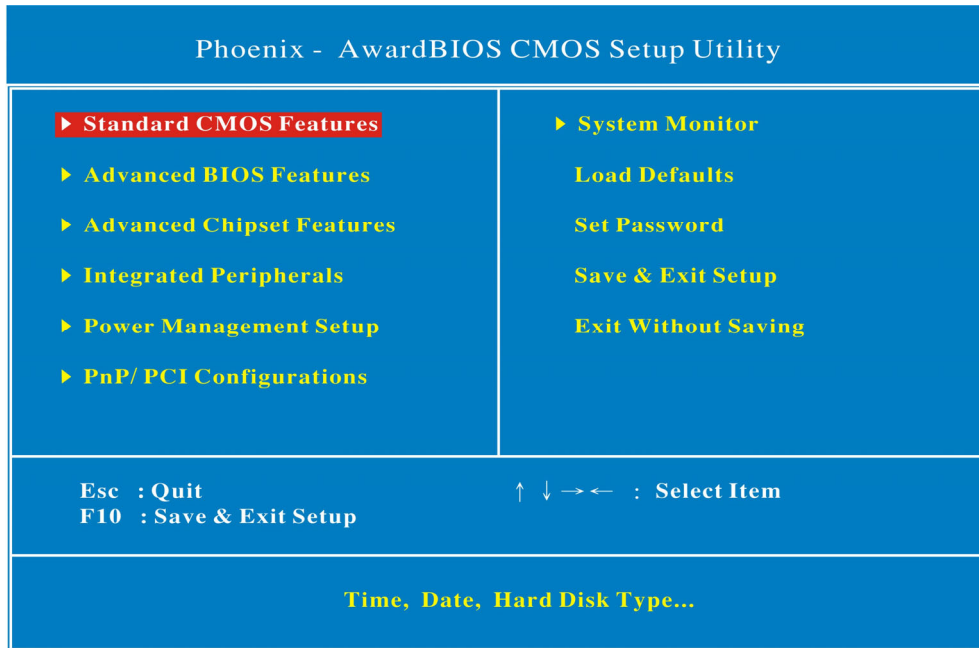 Phoenix - AwardBIOS CMOS Setup Utility
▶ Standard CMOS Features
▶ Advanced BIOS Features
▶ Advanced Chipset Features
▶ Integrated Peripherals
▶ Power Management Setup
▶ PnP/ PCI Configurations
▶ System Monitor
Load Defaults
Set Password
Save & Exit Setup
Exit Without Saving
Esc : Quit
F10 : Save & Exit Setup
↑ ↓ → ← : Select Item
Time, Date, Hard Disk Type...